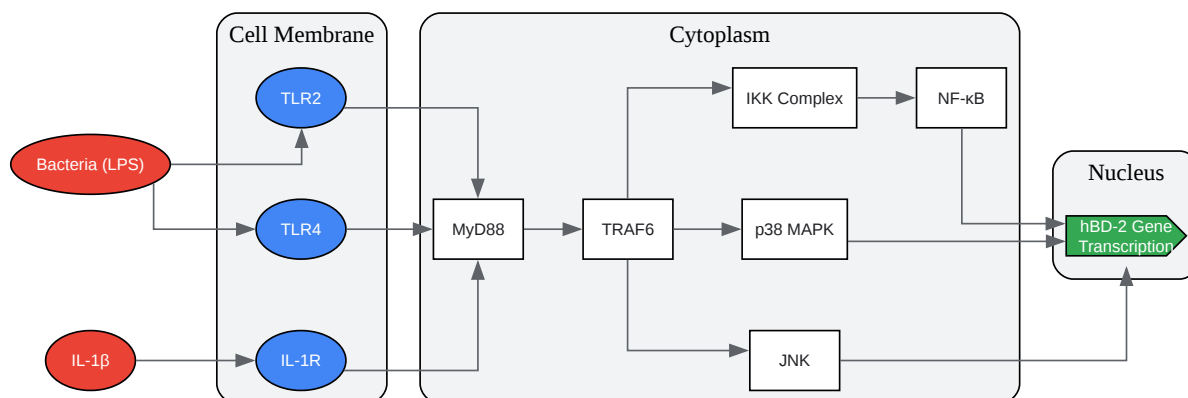 Cell Membrane
Cytoplasm
TLR2
IKK Complex
NF-κB
Bacteria (LPS)
Nucleus
TLR4
MyD88
TRAF6
p38 MAPK
hBD-2 Gene
Transcription
IL-1β
IL-1R
JNK